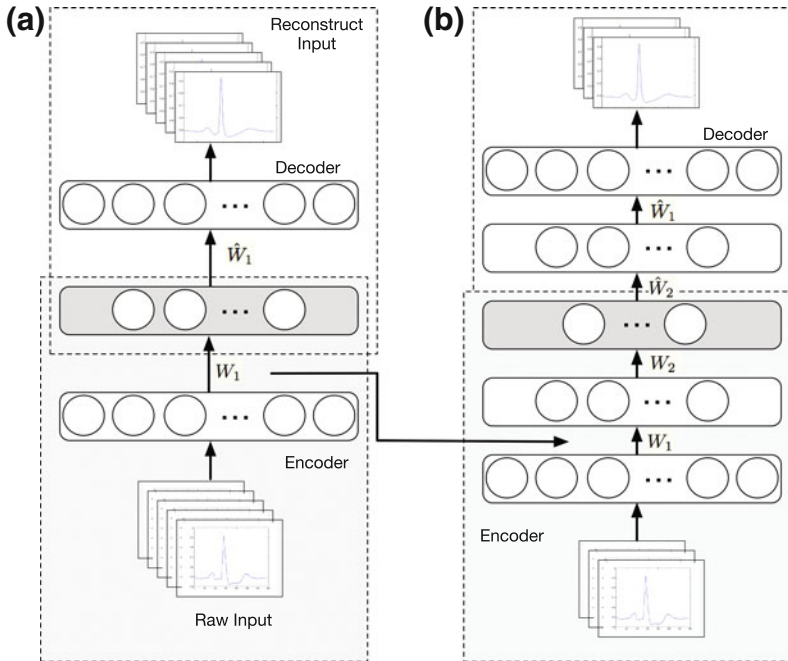 (a)
Reconstruct
Input
Decoder
Ŵ₁
W₁
Encoder
Raw Input
(b)
Decoder
Ŵ₁
Ŵ₂
W₂
W₁
Encoder